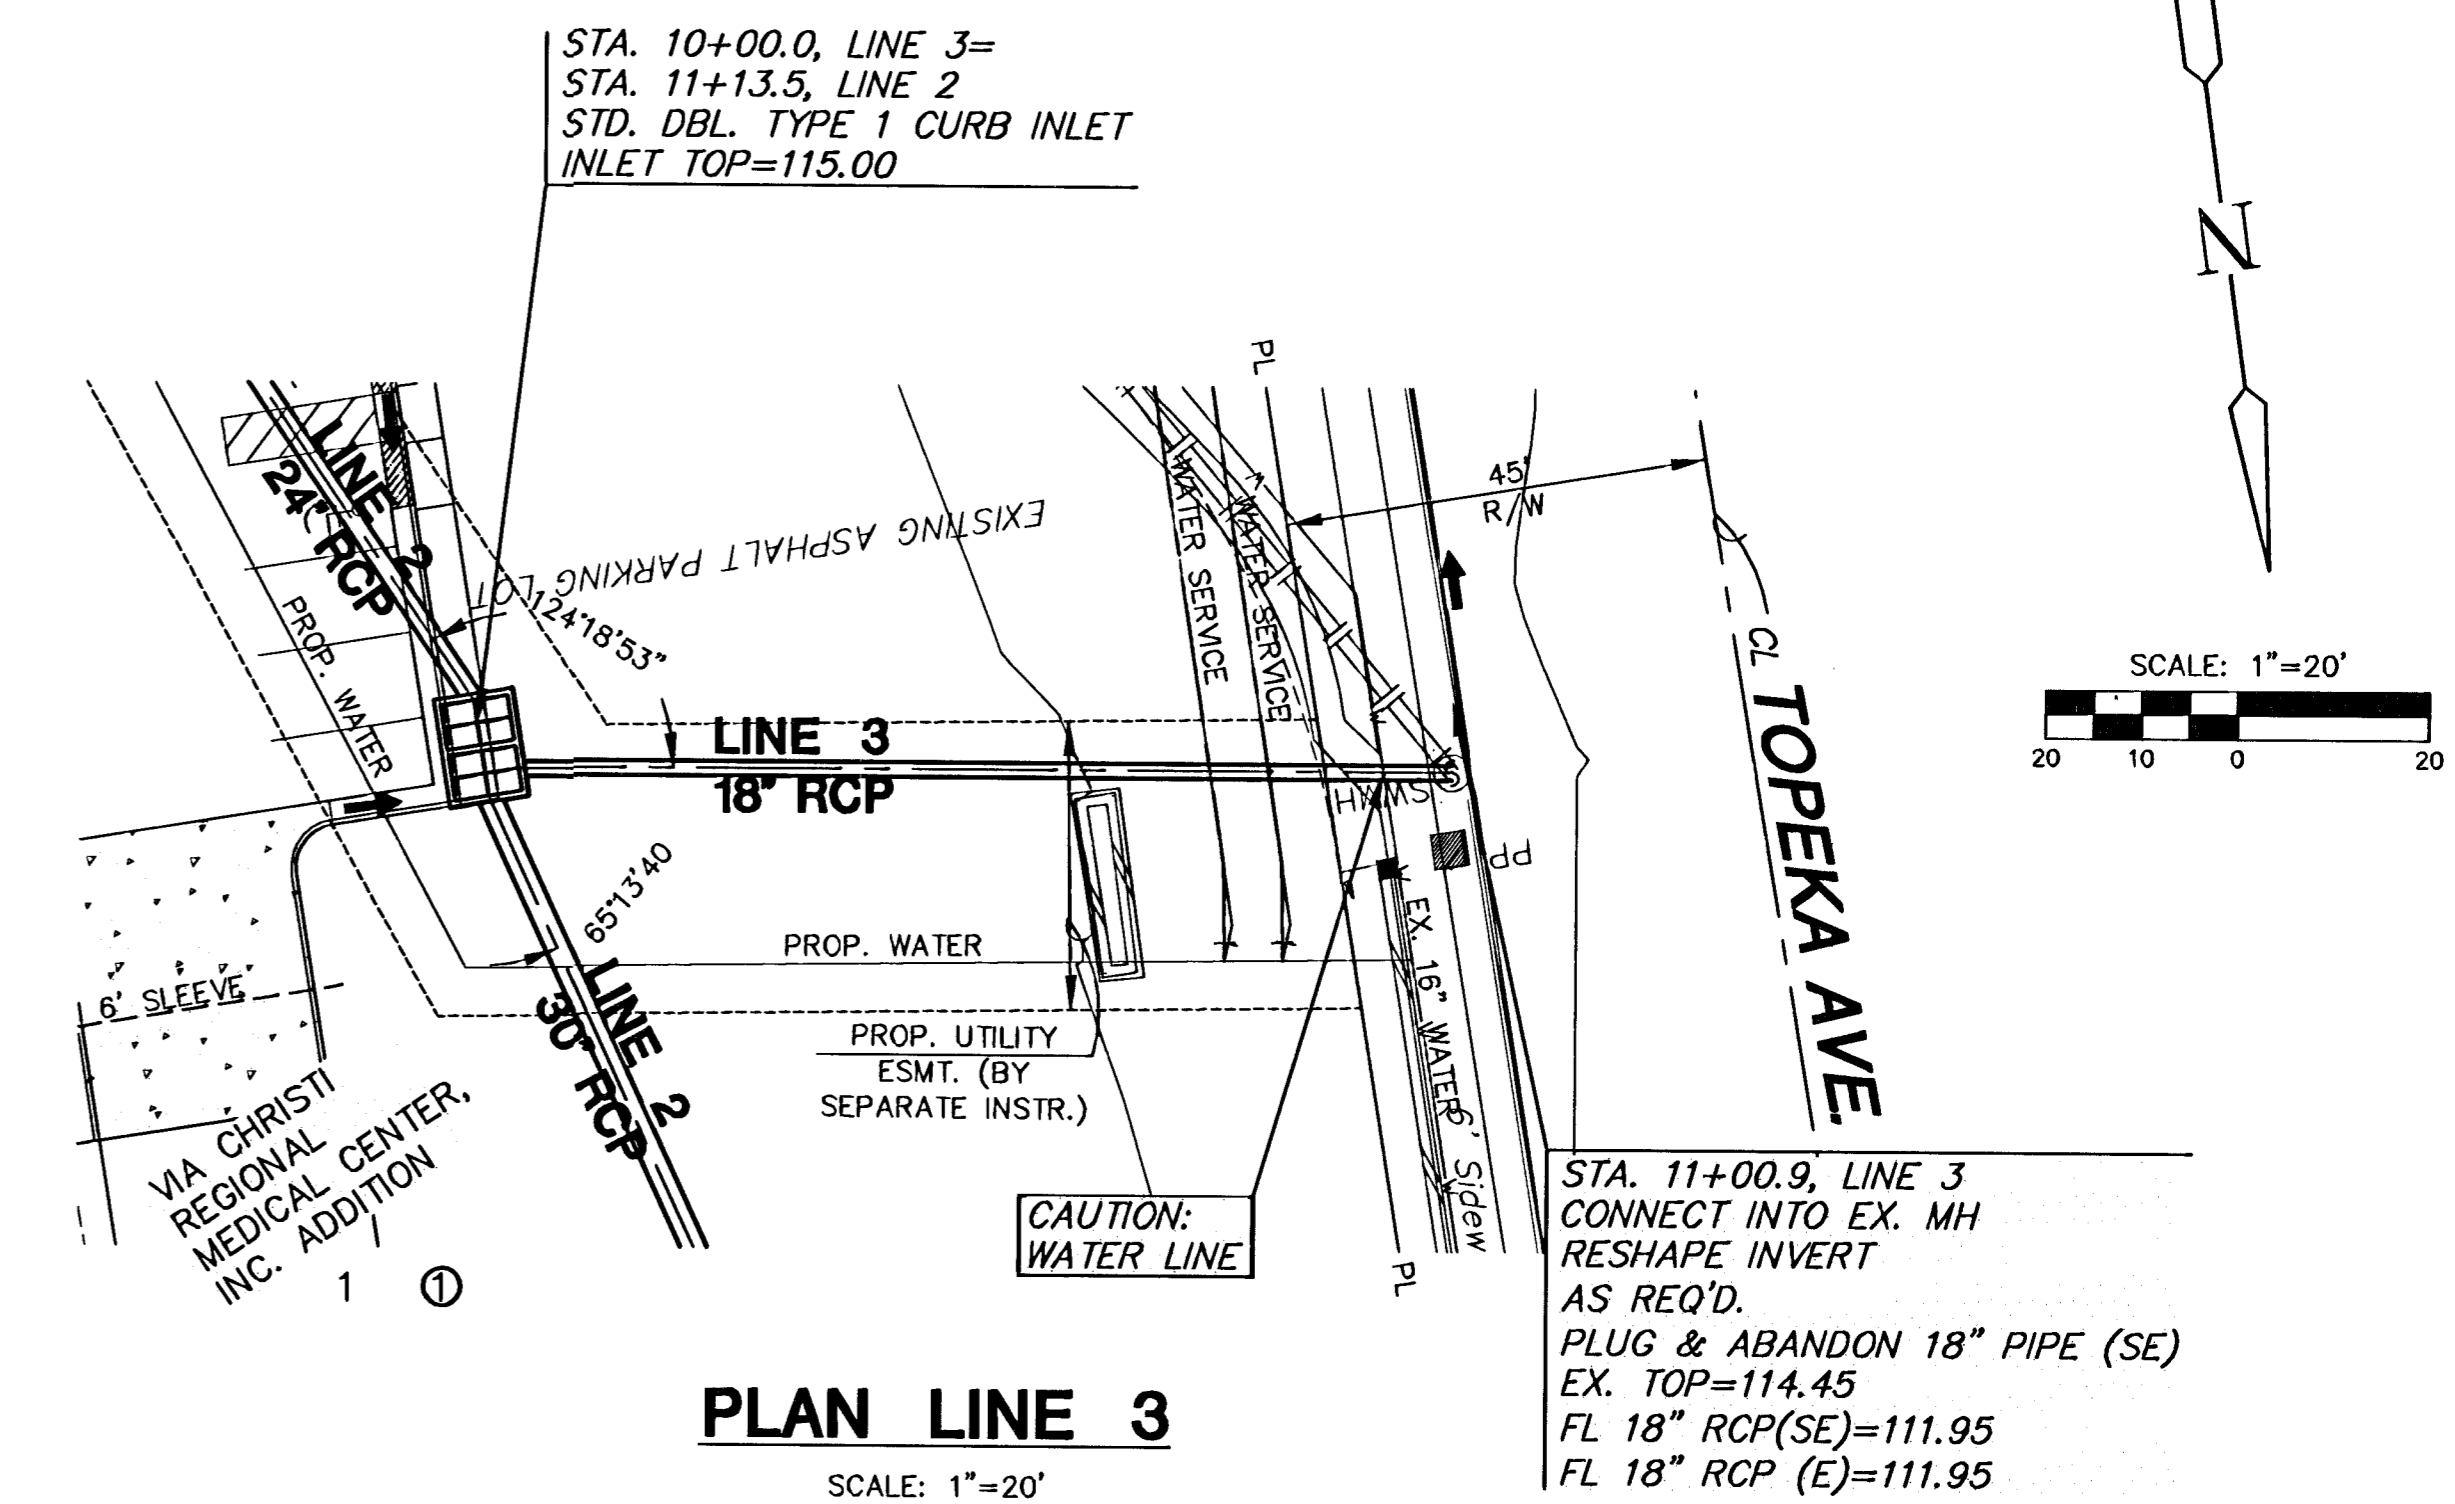 STA. 10+00.0, LINE 3=
STA. 11+13.5, LINE 2
STD. DBL. TYPE 1 CURB INLET
INLET TOP=115.00
N
PL
45'
R/W
LINE 2
24" RCP
EXISTING ASPHALT PARKING LOT
124°18'53"
WATER SERVICE
WATER SERVICE
PROP. WATER
CL TOPEKA AVE.
SCALE: 1"=20'
20 10 0 20
LINE 3
18" RCP
SWMH
PP
65°13'40
PROP. WATER
EX. 16" WATER
6' SLEEVE
LINE 2
30" RCP
PROP. UTILITY
ESMT. (BY
SEPARATE INSTR.)
6' Sidew
VIA CHRISTI
REGIONAL
MEDICAL CENTER,
INC. ADDITION
1 1
CAUTION:
WATER LINE
PL
STA. 11+00.9, LINE 3
CONNECT INTO EX. MH
RESHAPE INVERT
AS REQ'D.
PLUG & ABANDON 18" PIPE (SE)
EX. TOP=114.45
FL 18" RCP(SE)=111.95
FL 18" RCP (E)=111.95
PLAN LINE 3
SCALE: 1"=20'